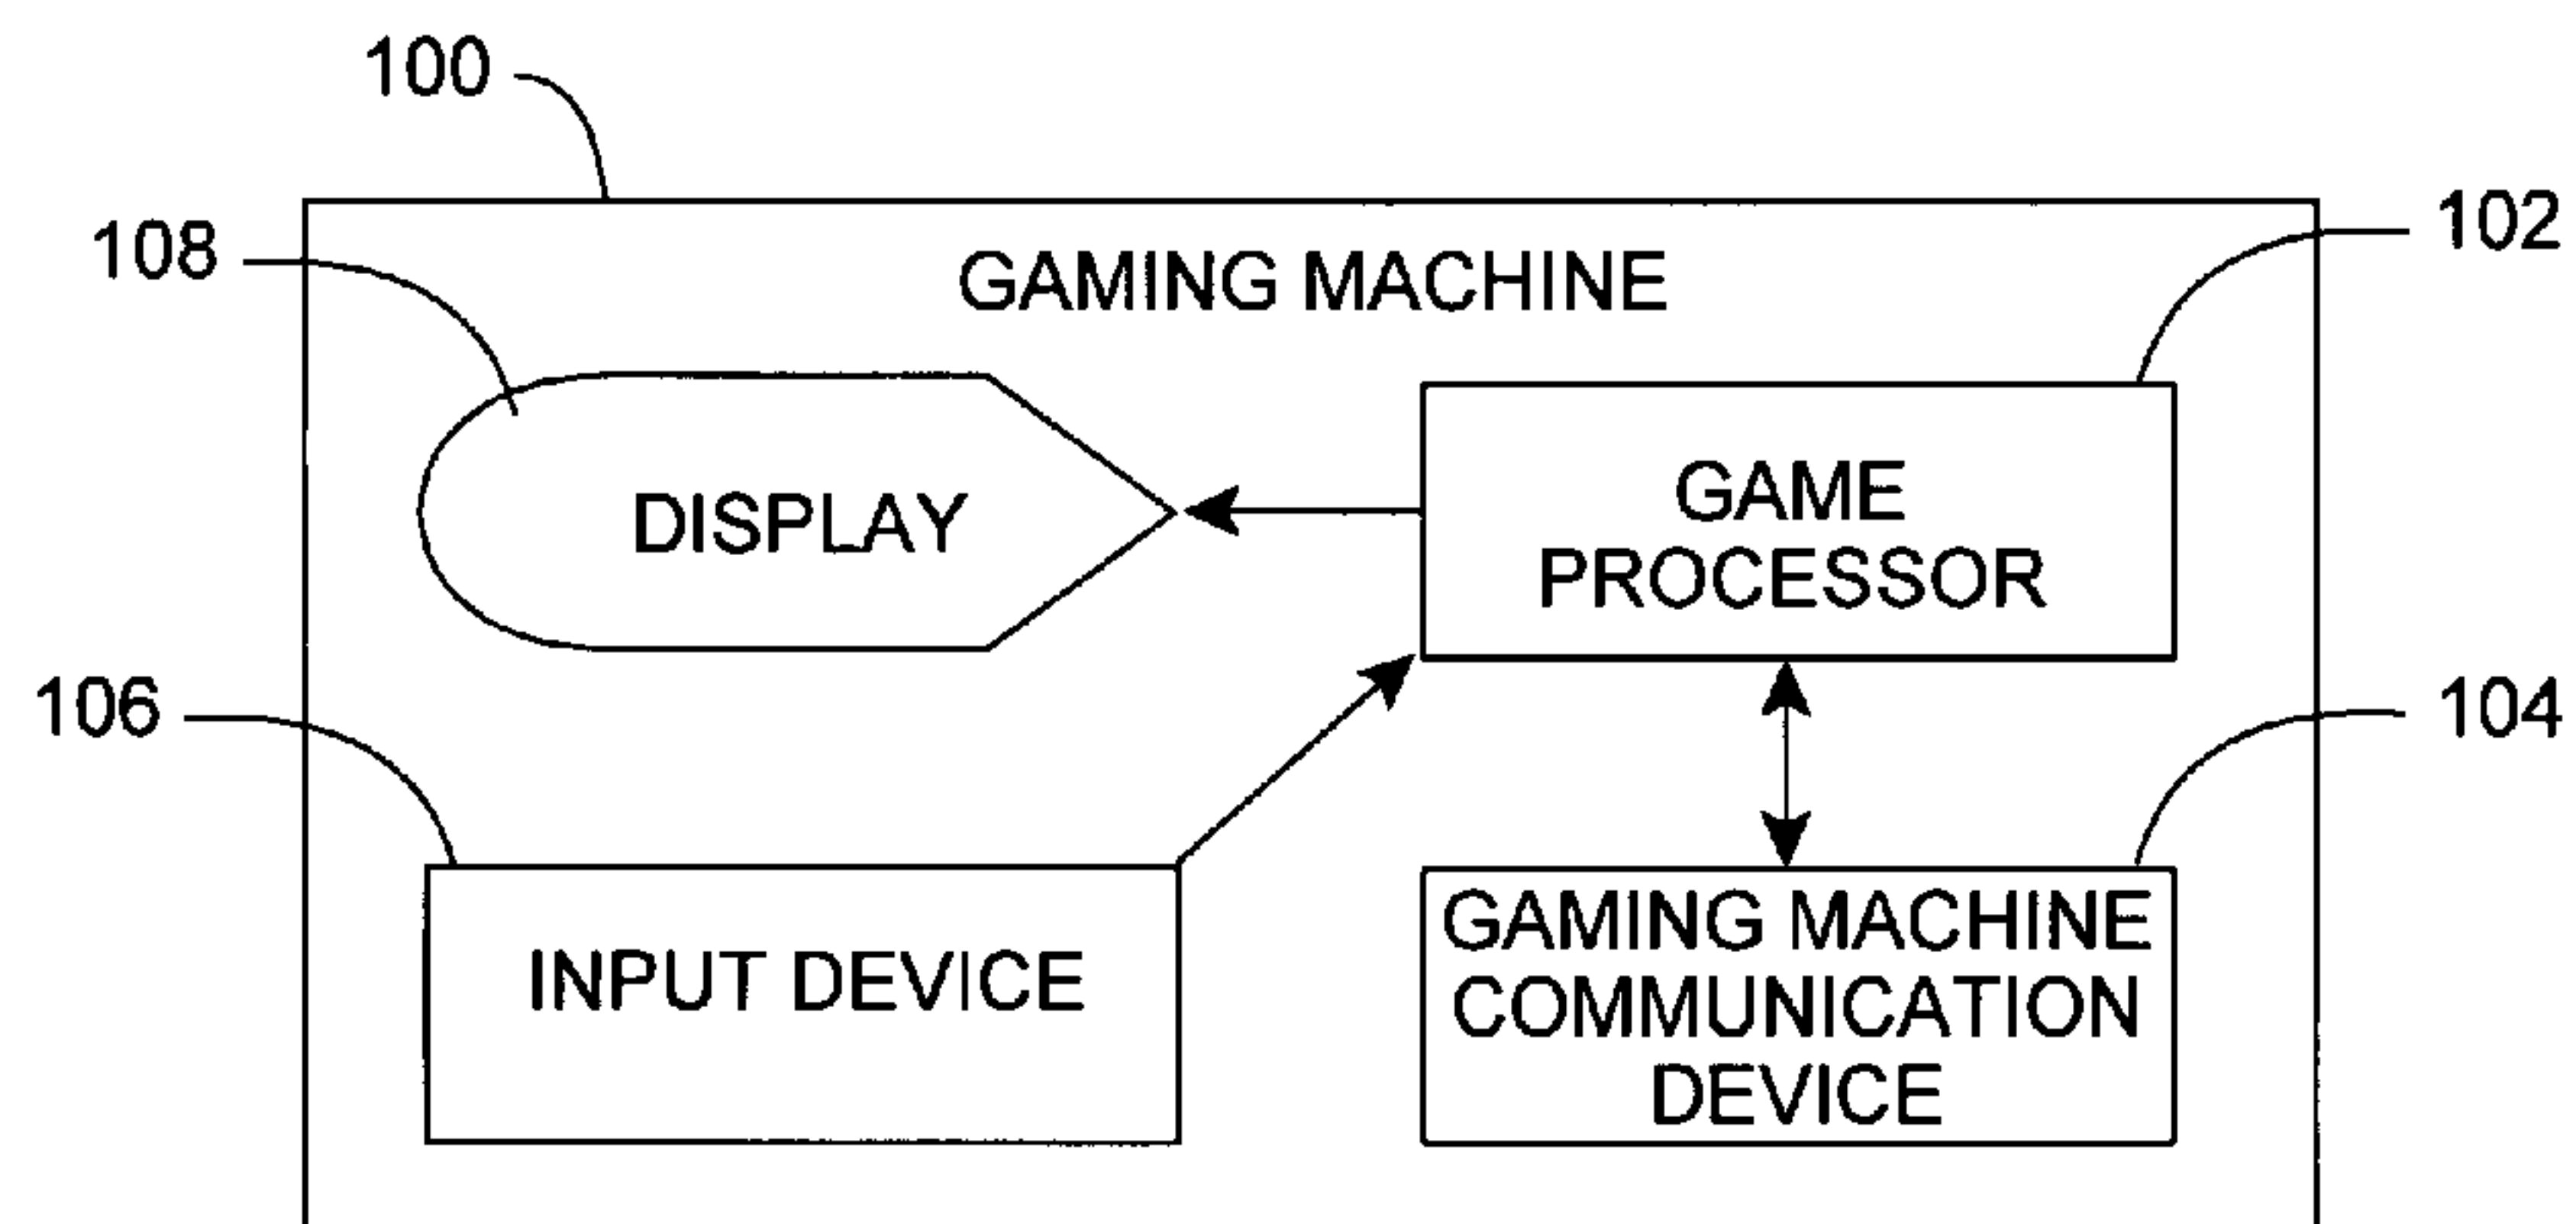 100
102
108
GAMING MACHINE
GAME
PROCESSOR
DISPLAY
106
104
INPUT DEVICE
GAMING MACHINE
COMMUNICATION
DEVICE